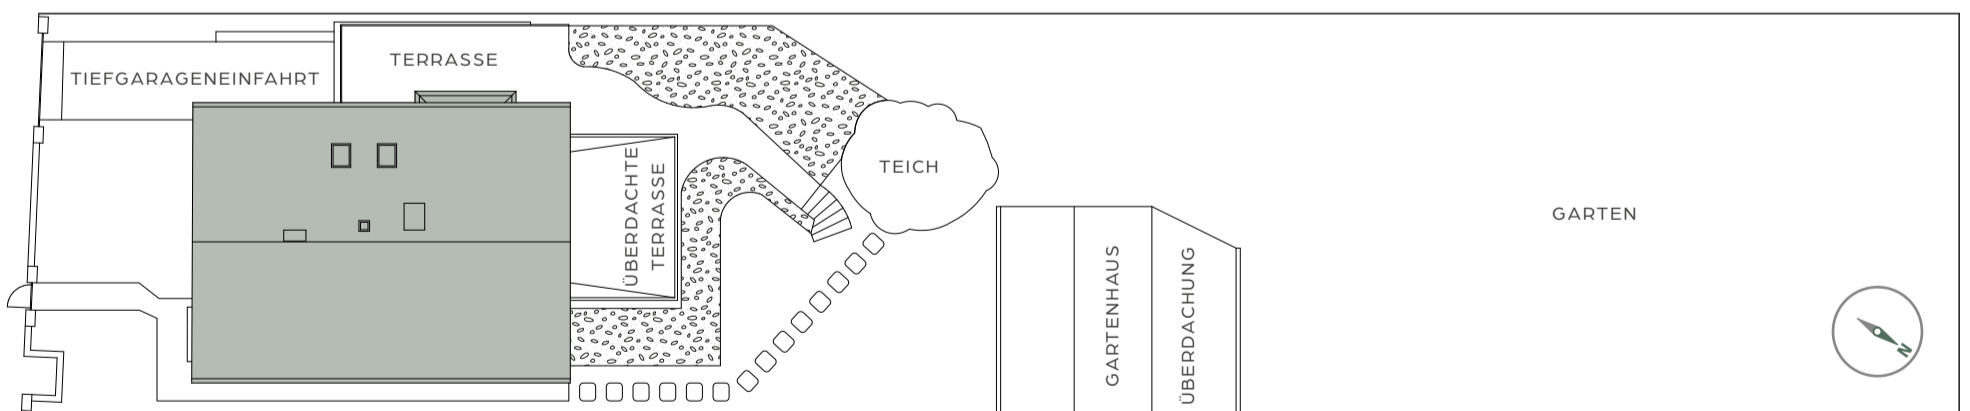 TERRASSE
TIEFGARAGENEINFAHRT
ÜBERDACHTE
TERRASSE
TEICH
GARTEN
GARTENHAUS
ÜBERDACHUNG
N